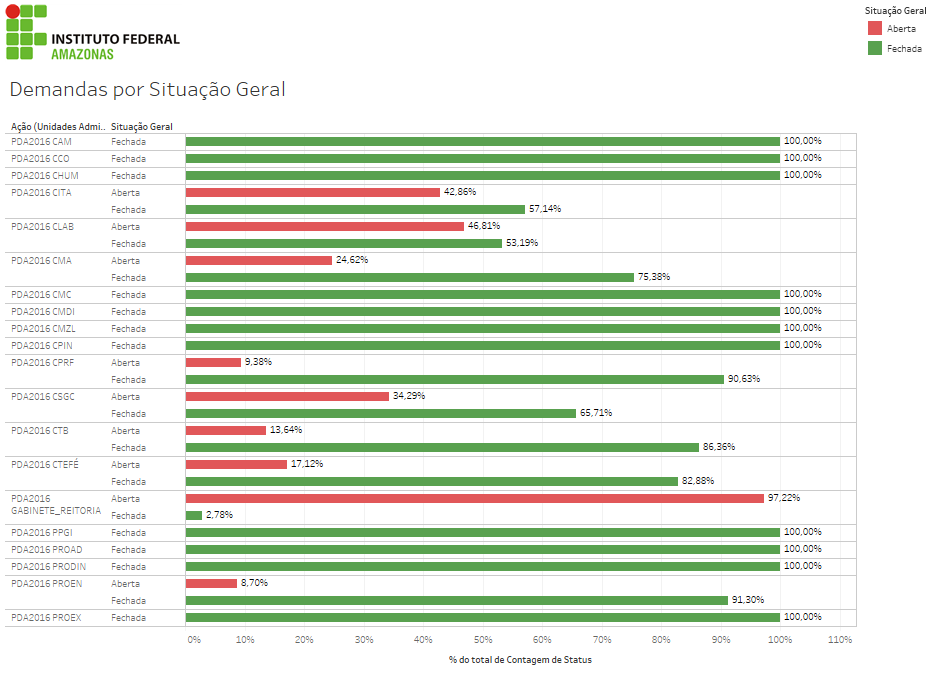 INSTITUTO FEDERAL
AMAZONAS
Situação Geral
Aberta
Fechada
Demandas por Situação Geral
Ação (Unidades Admi.. Situação Geral
PDA2016 CAM Fechada 100,00%
PDA2016 CCO Fechada 100,00%
PDA2016 CHUM Fechada 100,00%
PDA2016 CITA Aberta 42,86%
Fechada 57,14%
PDA2016 CLAB Aberta 46,81%
Fechada 53,19%
PDA2016 CMA Aberta 24,62%
Fechada 75,38%
PDA2016 CMC Fechada 100,00%
PDA2016 CMDI Fechada 100,00%
PDA2016 CMZL Fechada 100,00%
PDA2016 CPIN Fechada 100,00%
PDA2016 CPRF Aberta 9,38%
Fechada 90,63%
PDA2016 CSGC Aberta 34,29%
Fechada 65,71%
PDA2016 CTB Aberta 13,64%
Fechada 86,36%
PDA2016 CTEFÉ Aberta 17,12%
Fechada 82,88%
PDA2016 Aberta 97,22%
GABINETE_REITORIA Fechada 2,78%
PDA2016 PPGI Fechada 100,00%
PDA2016 PROAD Fechada 100,00%
PDA2016 PRODIN Fechada 100,00%
PDA2016 PROEN Aberta 8,70%
Fechada 91,30%
PDA2016 PROEX Fechada 100,00%
0% 10% 20% 30% 40% 50% 60% 70% 80% 90% 100% 110%
% do total de Contagem de Status